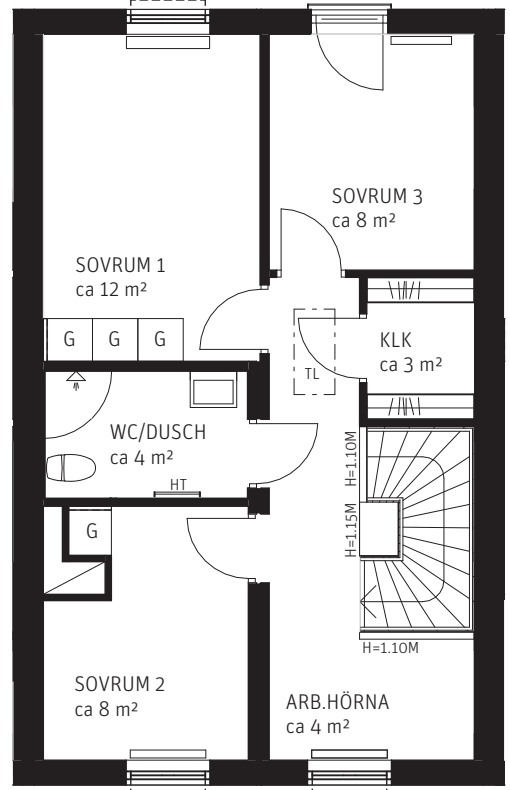 SOVRUM 3
ca 8 m²
SOVRUM 1
ca 12 m²
G G G
KLK
ca 3 m²
TL
WC/DUSCH
ca 4 m²
H=1.10M
HT
G
H=1.15M
H=1.10M
SOVRUM 2
ca 8 m²
ARB.HÖRNA
ca 4 m²